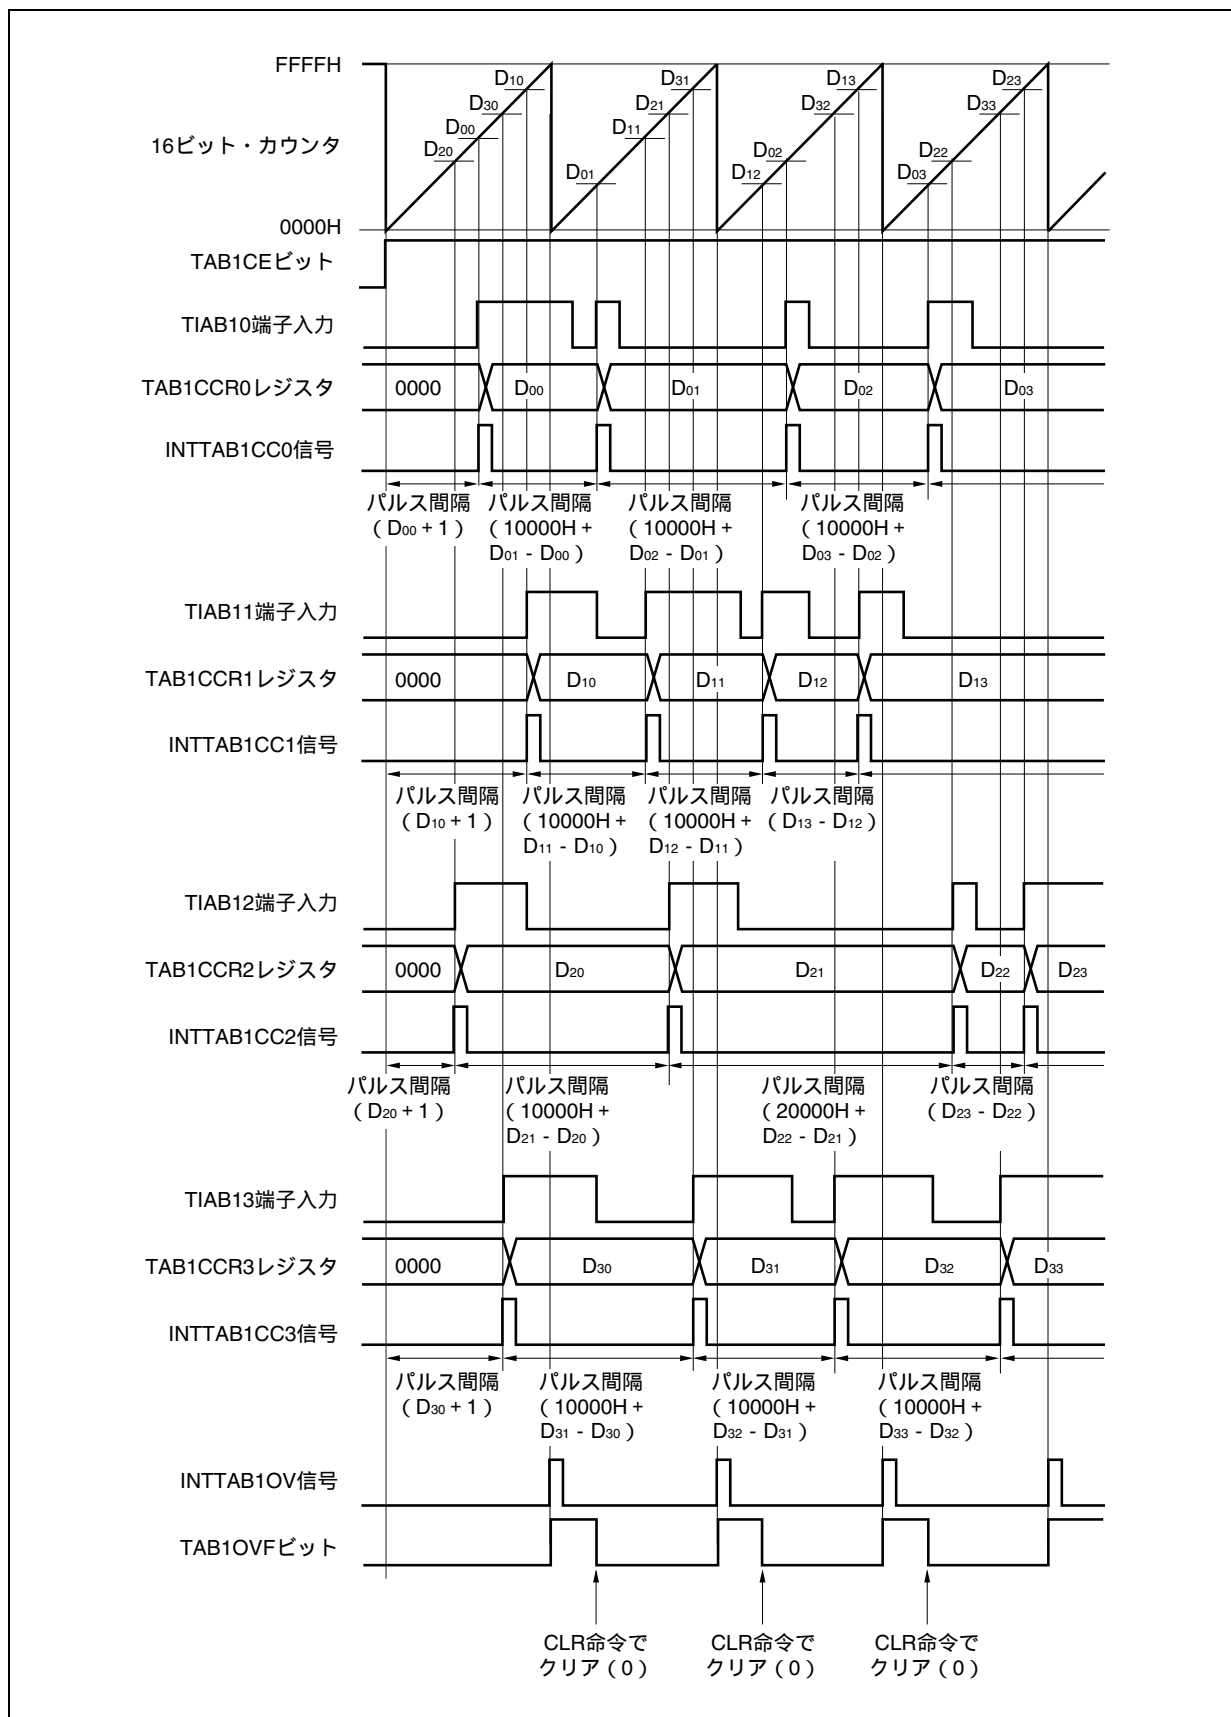 FFFFH
16ビット・カウンタ
0000H
D10
D30
D00
D20
D31
D21
D11
D01
D13
D32
D02
D12
D23
D33
D22
D03
TAB1CEビット
TIAB10端子入力
TAB1CCR0レジスタ
0000
D00
D01
D02
D03
INTTAB1CC0信号
パルス間隔
(D00 + 1)
パルス間隔
(10000H +
D01 - D00)
パルス間隔
(10000H +
D02 - D01)
パルス間隔
(10000H +
D03 - D02)
TIAB11端子入力
TAB1CCR1レジスタ
0000
D10
D11
D12
D13
INTTAB1CC1信号
パルス間隔
(D10 + 1)
パルス間隔
(10000H +
D11 - D10)
パルス間隔
(10000H +
D12 - D11)
パルス間隔
(D13 - D12)
TIAB12端子入力
TAB1CCR2レジスタ
0000
D20
D21
D22
D23
INTTAB1CC2信号
パルス間隔
(D20 + 1)
パルス間隔
(10000H +
D21 - D20)
パルス間隔
(20000H +
D22 - D21)
パルス間隔
(D23 - D22)
TIAB13端子入力
TAB1CCR3レジスタ
0000
D30
D31
D32
D33
INTTAB1CC3信号
パルス間隔
(D30 + 1)
パルス間隔
(10000H +
D31 - D30)
パルス間隔
(10000H +
D32 - D31)
パルス間隔
(10000H +
D33 - D32)
INTTAB1OV信号
TAB1OVFビット
CLR命令で
クリア(0)
CLR命令で
クリア(0)
CLR命令で
クリア(0)